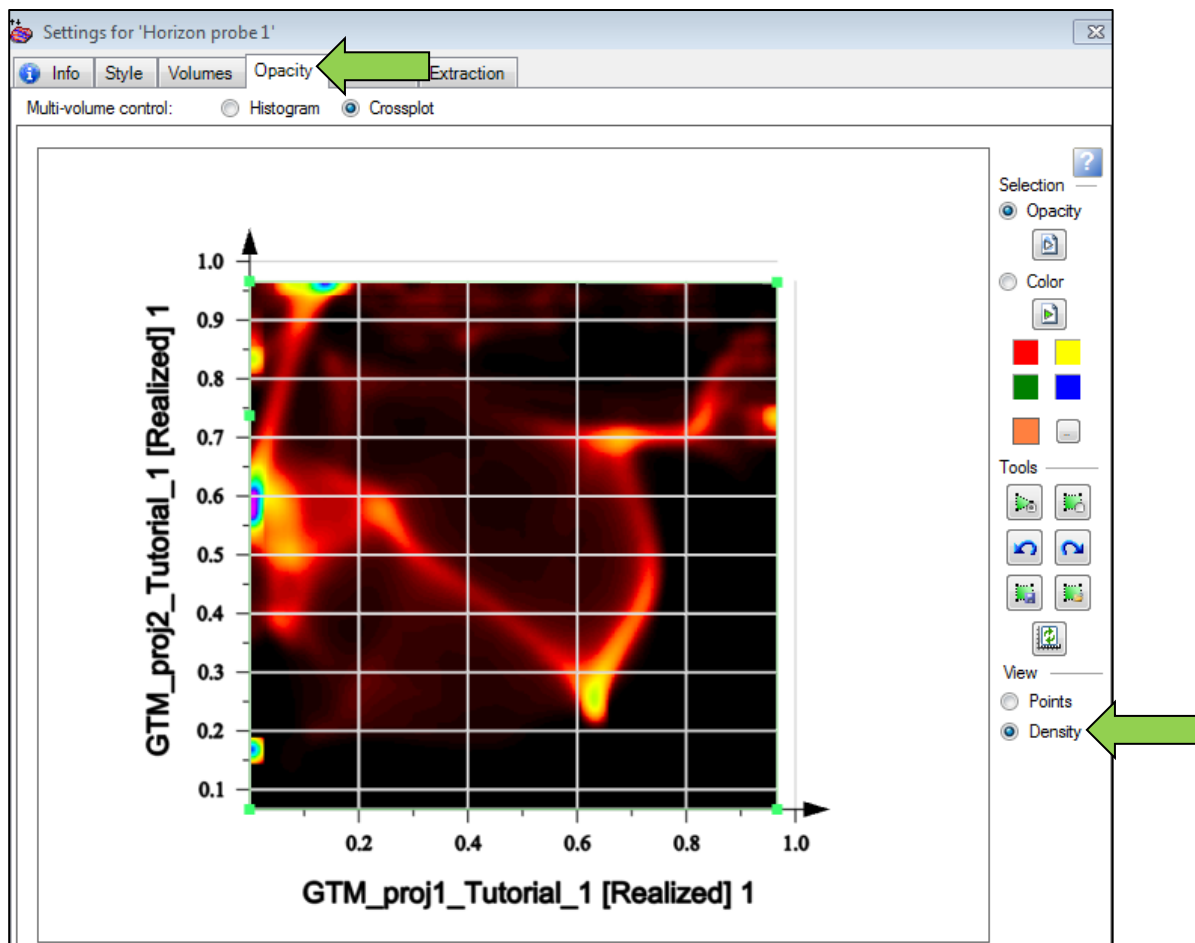 Settings for 'Horizon probe 1'
Info Style Volumes Opacity Extraction
Multi-volume control: Histogram Crossplot
?
Selection
Opacity
Color
...
Tools
View
Points
Density
1.0
0.9
0.8
0.7
0.6
0.5
0.4
0.3
0.2
0.1
GTM_proj2_Tutorial_1 [Realized] 1
0.2 0.4 0.6 0.8 1.0
GTM_proj1_Tutorial_1 [Realized] 1